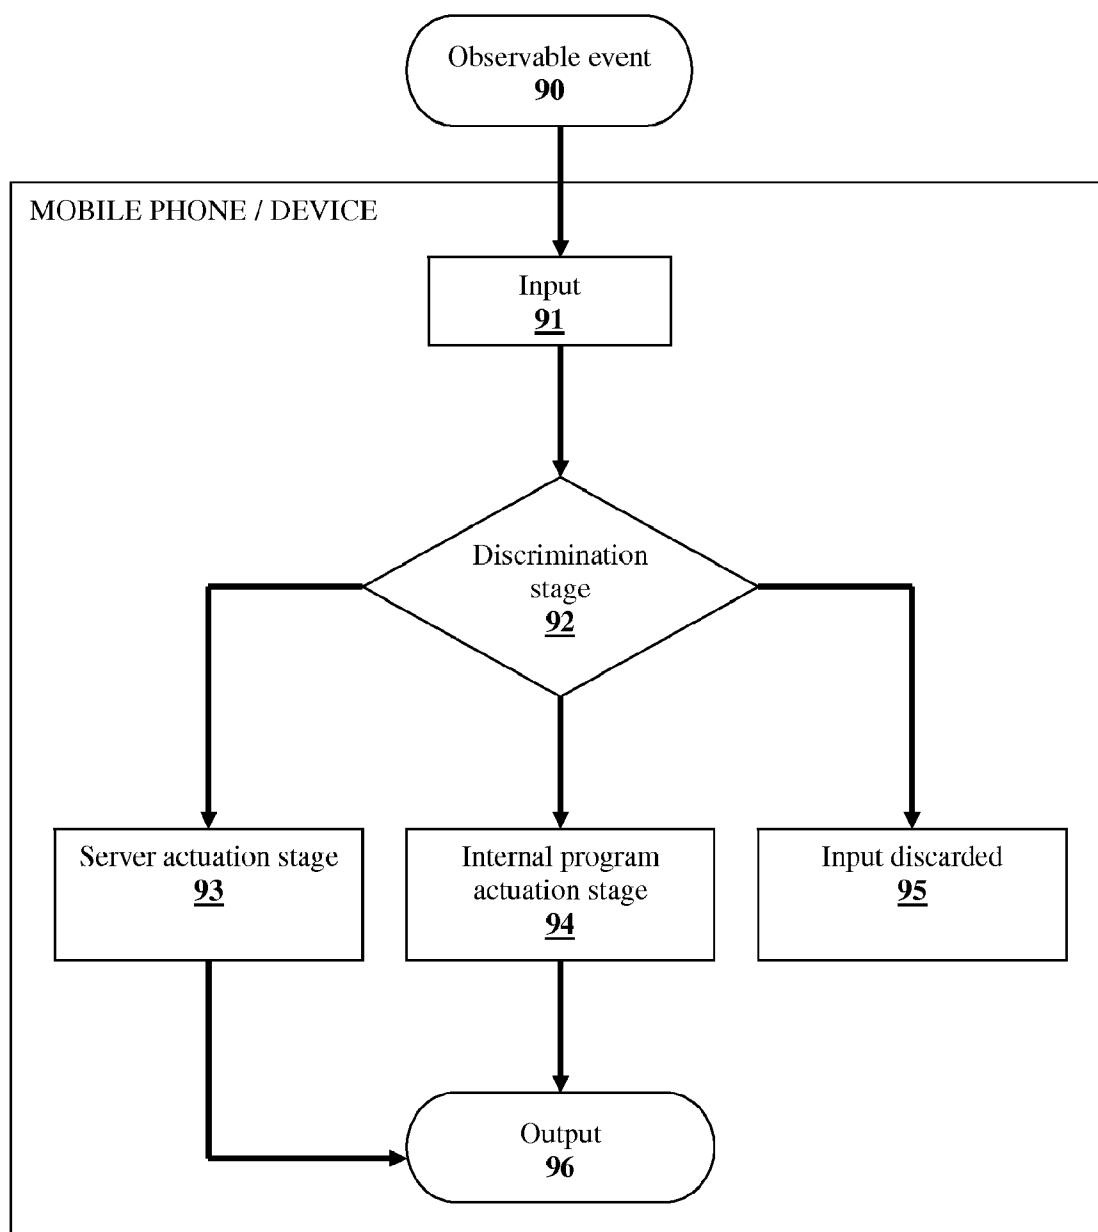 Observable event
90
MOBILE PHONE / DEVICE
Input
91
Discrimination
stage
92
Server actuation stage
93
Internal program
actuation stage
94
Input discarded
95
Output
96